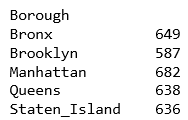 Borough
Bronx 649
Brooklyn 587
Manhattan 682
Queens 638
Staten_Island 636